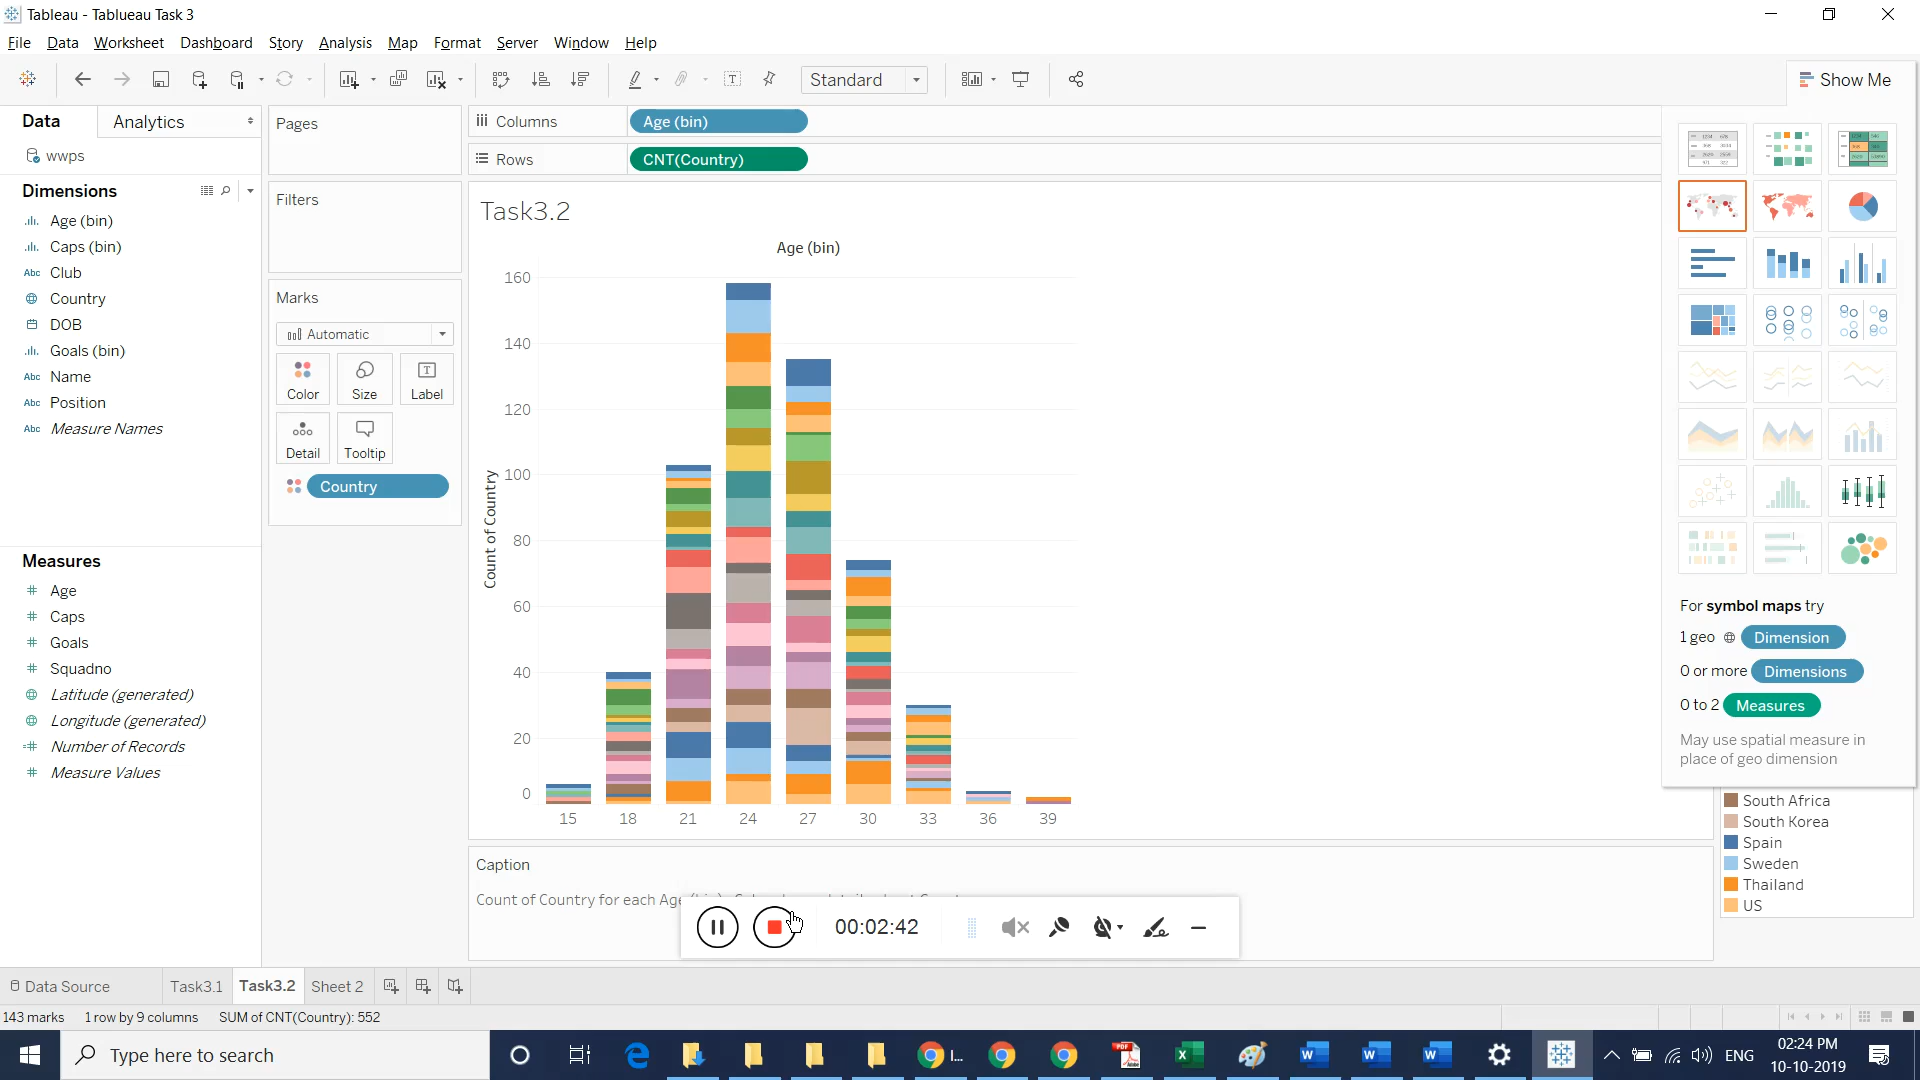 Tableau - Tablueau Task 3
File Data Worksheet Dashboard Story Analysis Map Format Server Window Help
Standard
Show Me
Data
Analytics
wwps
Dimensions
Age (bin)
Caps (bin)
Abc Club
Country
DOB
Goals (bin)
Abc Name
Abc Position
Abc Measure Names
Measures
Age
Caps
Goals
Squadno
Latitude (generated)
Longitude (generated)
Number of Records
Measure Values
Pages
Filters
Marks
Automatic
Color Size Label
Detail Tooltip
Country
Columns Age (bin)
Rows CNT(Country)
Task3.2
Age (bin)
Count of Country
160
140
120
100
80
60
40
20
0
15 18 21 24 27 30 33 36 39
Caption
Count of Country for each Age
00:02:42
For symbol maps try
1 geo Dimension
0 or more Dimensions
0 to 2 Measures
May use spatial measure in
place of geo dimension
South Africa
South Korea
Spain
Sweden
Thailand
US
Data Source Task3.1 Task3.2 Sheet 2
143 marks 1 row by 9 columns SUM of CNT(Country): 552
Type here to search
I...
ENG
02:24 PM
10-10-2019